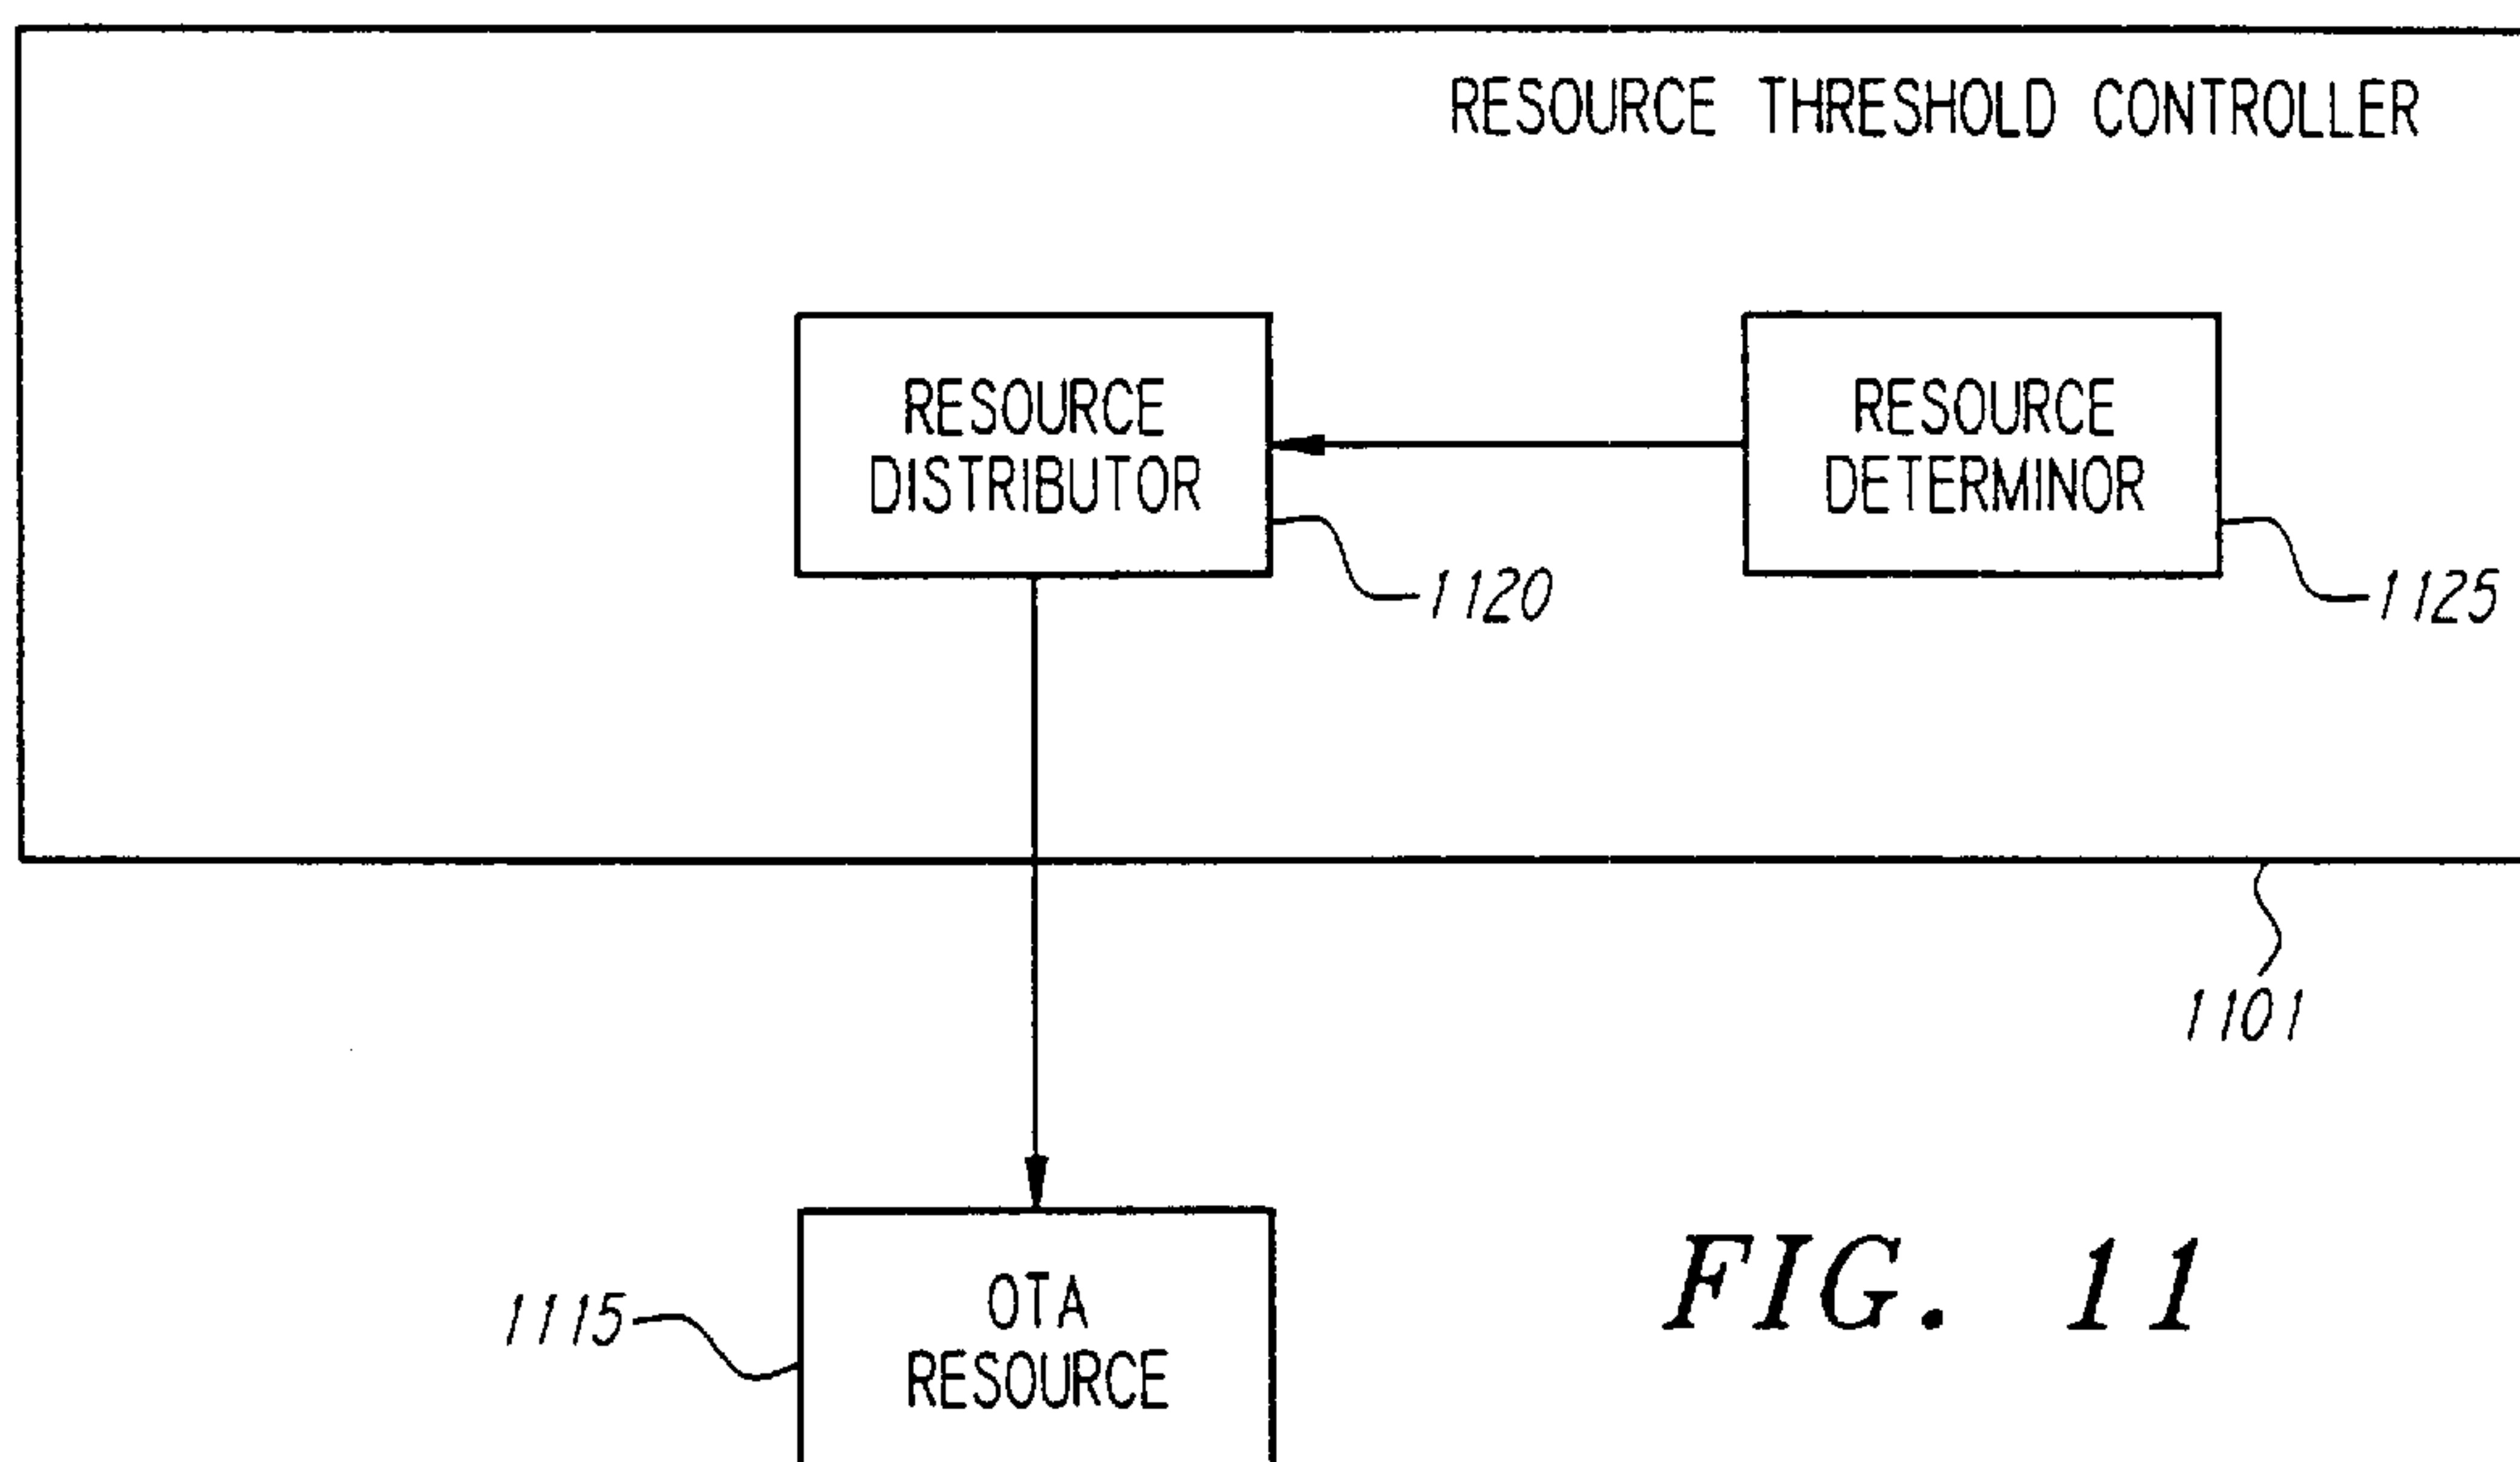 RESOURCE THRESHOLD CONTROLLER
RESOURCE
DISTRIBUTOR
RESOURCE
DETERMINOR
1120
1125
1101
1115
OTA
RESOURCE
FIG. 11